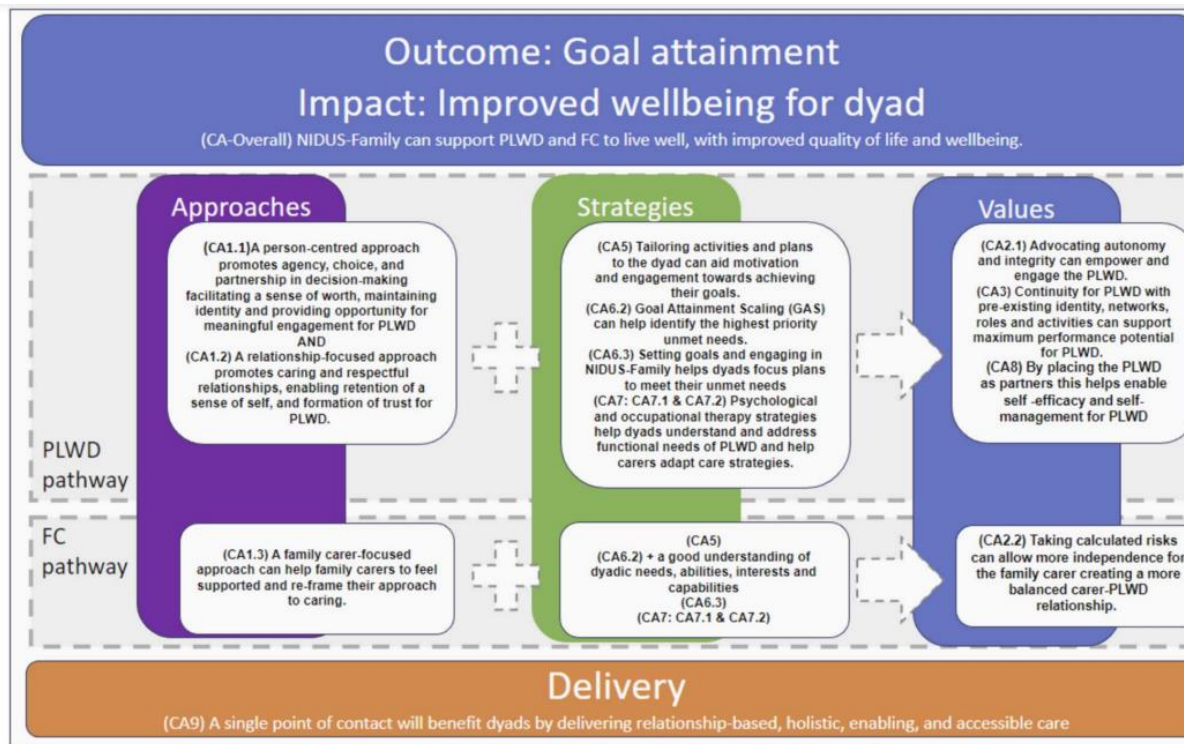 Outcome: Goal attainment
Impact: Improved wellbeing for dyad
(CA-Overall) NIDUS-Family can support PLWD and FC to live well, with improved quality of life and wellbeing.
Approaches
(CA1.1)A person-centred approach
promotes agency, choice, and
partnership in decision-making
facilitating a sense of worth, maintaining
identity and providing opportunity for
meaningful engagement for PLWD
AND
(CA1.2) A relationship-focused approach
promotes caring and respectful
relationships, enabling retention of a
sense of self, and formation of trust for
PLWD.
Strategies
(CA5) Tailoring activities and plans
to the dyad can aid motivation
and engagement towards achieving
their goals.
(CA6.2) Goal Attainment Scaling (GAS)
can help identify the highest priority
unmet needs.
(CA6.3) Setting goals and engaging in
NIDUS-Family helps dyads focus plans
to meet their unmet needs
(CA7: CA7.1 & CA7.2) Psychological
and occupational therapy strategies
help dyads understand and address
functional needs of PLWD and help
carers adapt care strategies.
Values
(CA2.1) Advocating autonomy
and integrity can empower and
engage the PLWD.
(CA3) Continuity for PLWD with
pre-existing identity, networks,
roles and activities can support
maximum performance potential
for PLWD.
(CA8) By placing the PLWD
as partners this helps enable
self -efficacy and self-
management for PLWD
PLWD
pathway
FC
pathway
(CA1.3) A family carer-focused
approach can help family carers to feel
supported and re-frame their approach
to caring.
(CA5)
(CA6.2) + a good understanding of
dyadic needs, abilities, interests and
capabilities
(CA6.3)
(CA7: CA7.1 & CA7.2)
(CA2.2) Taking calculated risks
can allow more independence for
the family carer creating a more
balanced carer-PLWD
relationship.
Delivery
(CA9) A single point of contact will benefit dyads by delivering relationship-based, holistic, enabling, and accessible care